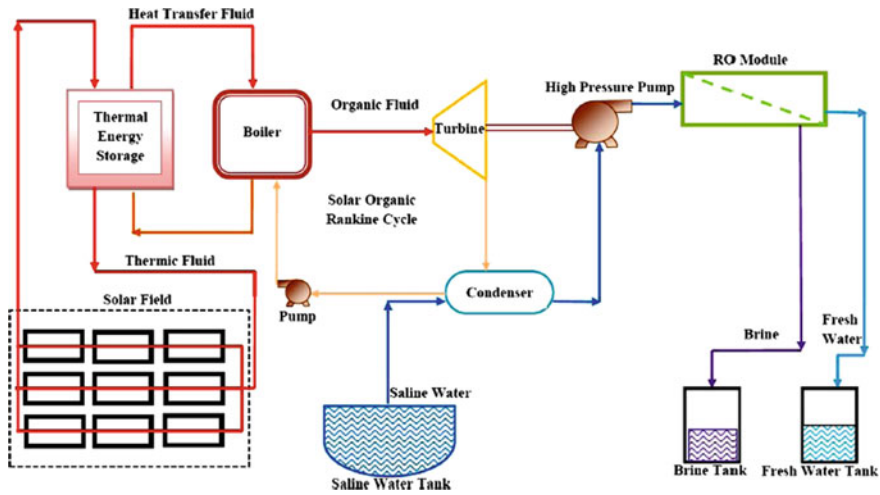 Heat Transfer Fluid
RO Module
High Pressure Pump
Organic Fluid
Thermal
Energy
Storage
Boiler
Turbine
Solar Organic
Rankine Cycle
Thermic Fluid
Solar Field
Condenser
Pump
Brine
Fresh
Water
Saline Water
Saline Water Tank
Brine Tank
Fresh Water Tank